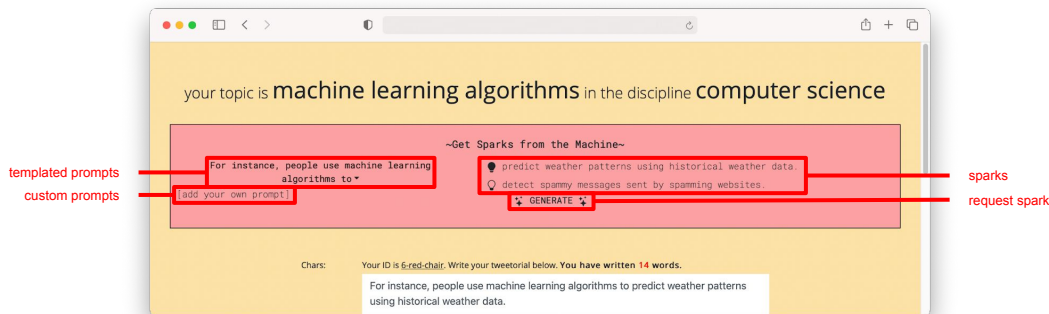 your topic is machine learning algorithms in the discipline computer science
~Get Sparks from the Machine~
templated prompts
For instance, people use machine learning
algorithms to
predict weather patterns using historical weather data.
sparks
custom prompts
[add your own prompt]
detect spammy messages sent by spamming websites.
GENERATE
request spark
Chars:
Your ID is 6-red-chair. Write your tweetorial below. You have written 14 words.
For instance, people use machine learning algorithms to predict weather patterns
using historical weather data.